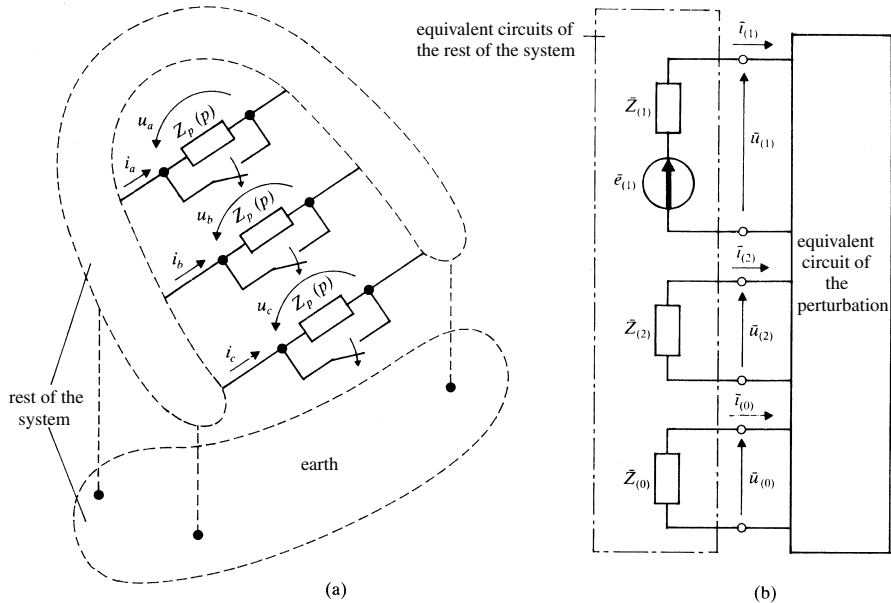 equivalent circuits of
the rest of the system
u_a
Z_p (p)
i_a
u_b
Z_p (p)
i_b
u_c
Z_p (p)
i_c
rest of the
system
earth
(a)
ī_(1)
Z̄_(1)
ū_(1)
ē_(1)
equivalent
circuit of
the
perturbation
ī_(2)
Z̄_(2)
ū_(2)
ī_(0)
Z̄_(0)
ū_(0)
(b)